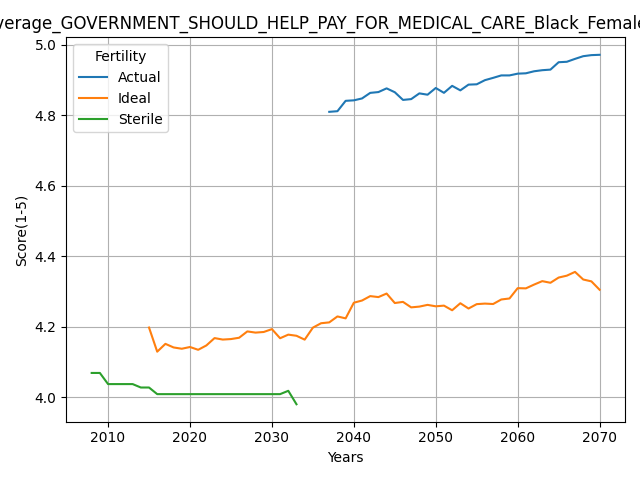 verage_GOVERNMENT_SHOULD_HELP_PAY_FOR_MEDICAL_CARE_Black_Female
Fertility
Actual
Ideal
Sterile
Score(1-5)
5.0
4.8
4.6
4.4
4.2
4.0
2010 2020 2030 2040 2050 2060 2070
Years